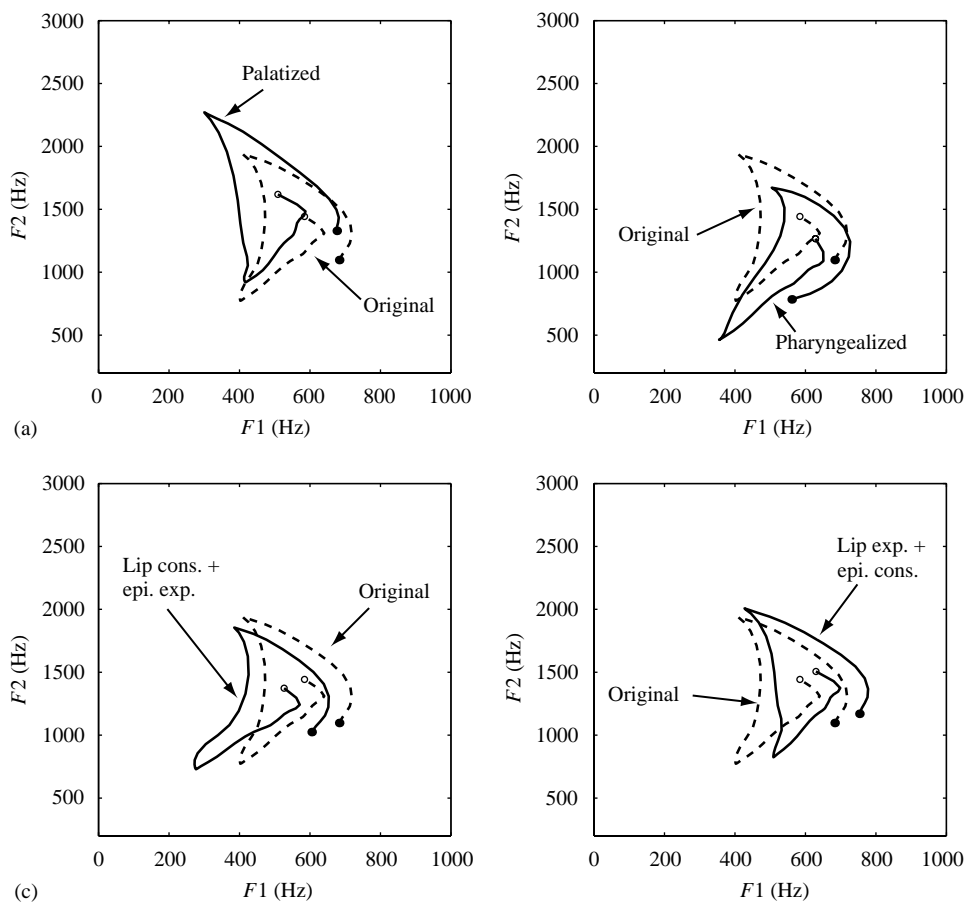 3000
2500
2000
1500
1000
500
F2 (Hz)
Palatized
Original
0 200 400 600 800 1000
F1 (Hz)
(a)
3000
2500
2000
1500
1000
500
F2 (Hz)
Original
Pharyngealized
0 200 400 600 800 1000
F1 (Hz)
3000
2500
2000
1500
1000
500
F2 (Hz)
Lip cons. +
epi. exp.
Original
0 200 400 600 800 1000
F1 (Hz)
(c)
3000
2500
2000
1500
1000
500
F2 (Hz)
Lip exp. +
epi. cons.
Original
0 200 400 600 800 1000
F1 (Hz)